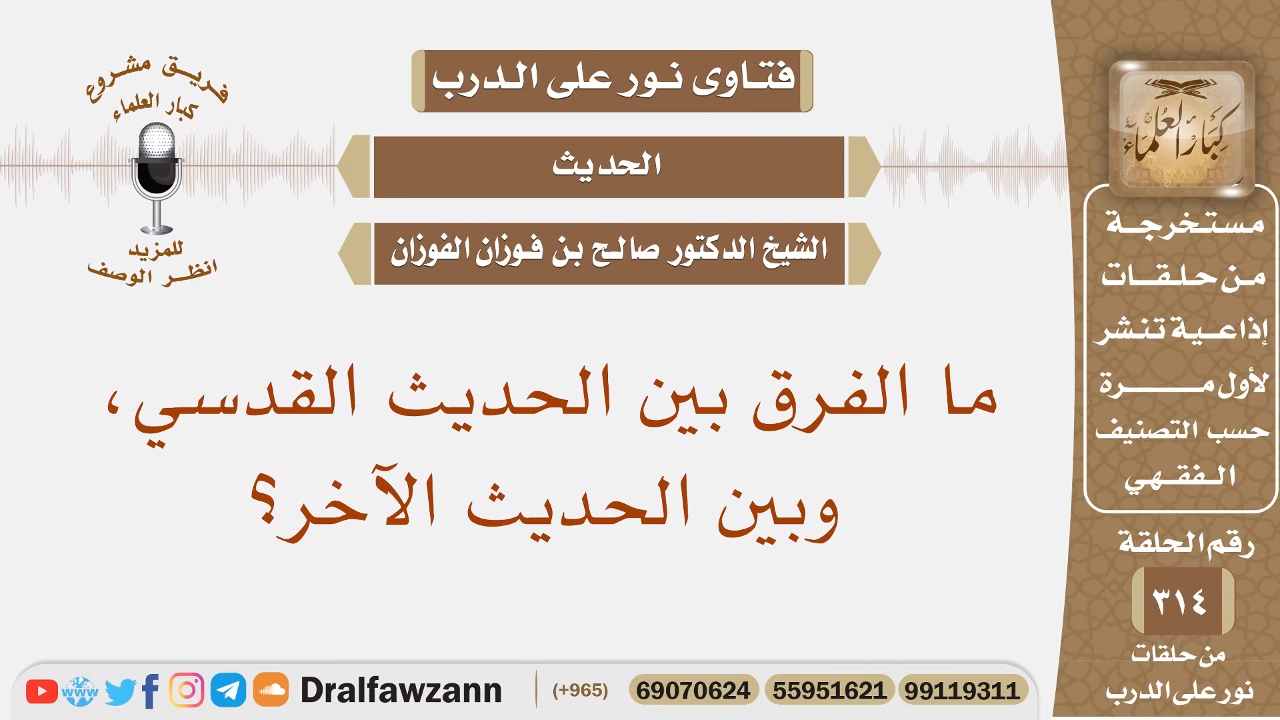 فتاوى نور على الدرب
الحديث
الشيخ الدكتور صالح بن فوزان الفوزان
ما الفرق بين الحديث القدسي،
وبين الحديث الآخر؟
فريق مشروع
كبار العلماء
للمزيد
انظر الوصف
كبار العلماء
مستخرجة
من حلقات
إذاعية تنشر
لأول مرة
حسب التصنيف
الفقهي
رقم الحلقة
٣١٤
من حلقات
نور على الدرب
www
Dralfawzann
(+965)
69070624
55951621
99119311